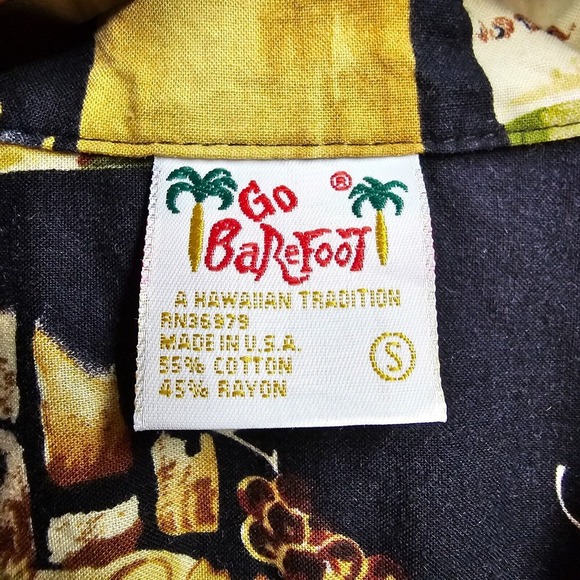 Go ®
Barefoot
A HAWAIIAN TRADITION
RN36979
MADE IN U.S.A.
55% COTTON
45% RAYON
S